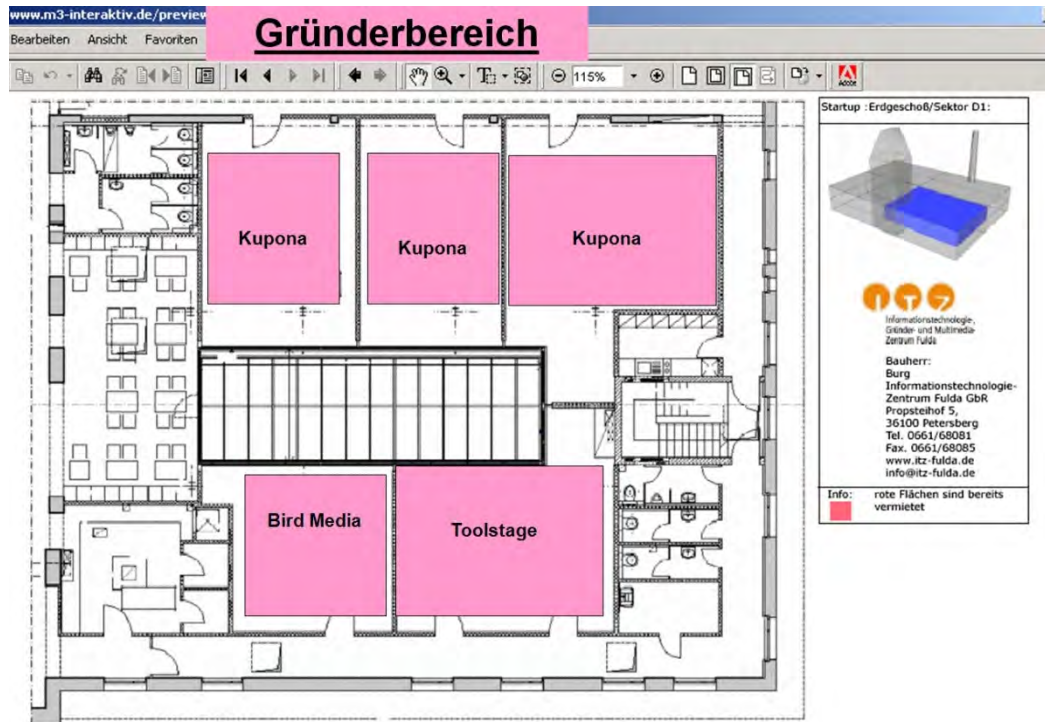 www.m3-interaktiv.de/preview
Gründerbereich
Bearbeiten Ansicht Favoriten
115%
Adobe
Startup :Erdgeschoß/Sektor D1:
Kupona
Kupona
Kupona
ITZ
Informationstechnologie-,
Gründer- und Multimedia-
Zentrum Fulda
Bauherr:
Burg
Informationstechnologie-
Zentrum Fulda GbR
Propsteihof 5,
36100 Petersberg
Tel. 0661/68081
Fax. 0661/68085
www.itz-fulda.de
info@itz-fulda.de
Info: rote Flächen sind bereits
vermietet
Bird Media
Toolstage